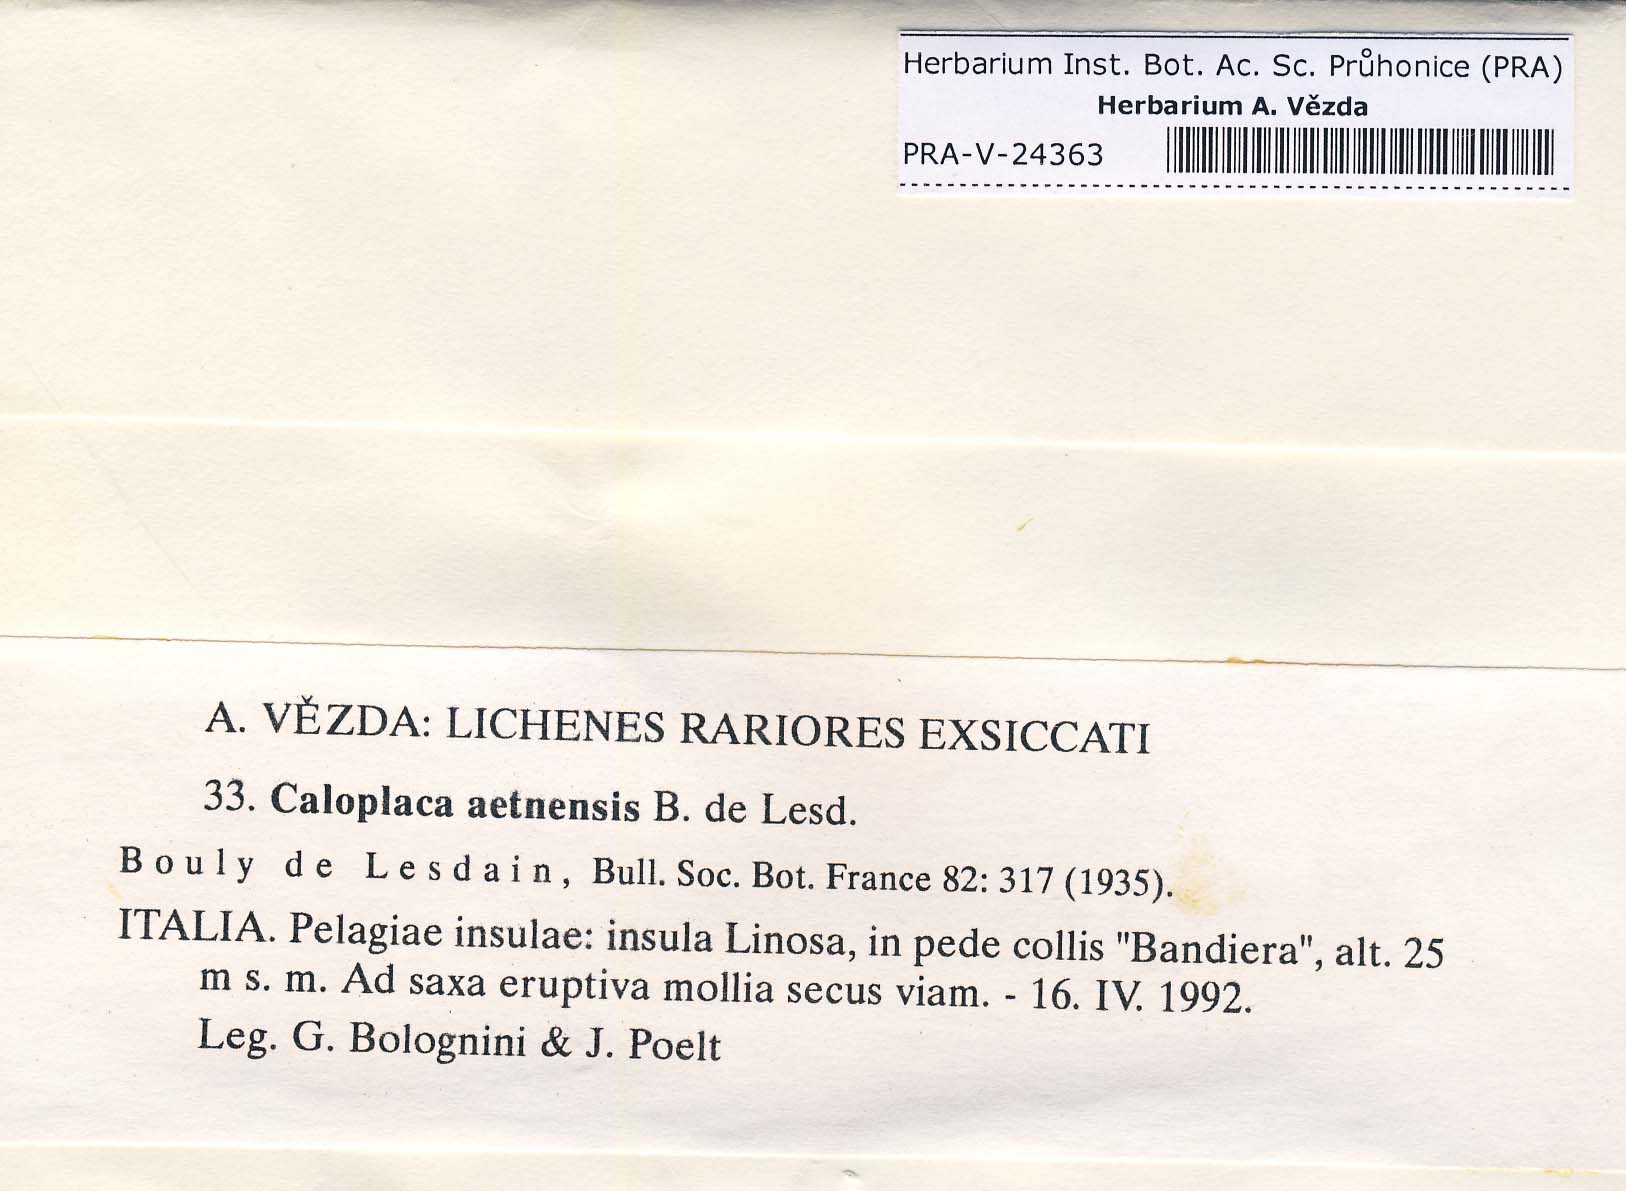 Herbarium Inst. Bot. Ac. Sc. Průhonice (PRA)
Herbarium A. Vězda
PRA-V-24363
A. VĚZDA: LICHENES RARIORES EXSICCATI
33. Caloplaca aetnensis B. de Lesd.
Bouly de Lesdain, Bull. Soc. Bot. France 82: 317 (1935).
ITALIA. Pelagiae insulae: insula Linosa, in pede collis "Bandiera", alt. 25
m s. m. Ad saxa eruptiva mollia secus viam. - 16. IV. 1992.
Leg. G. Bolognini & J. Poelt